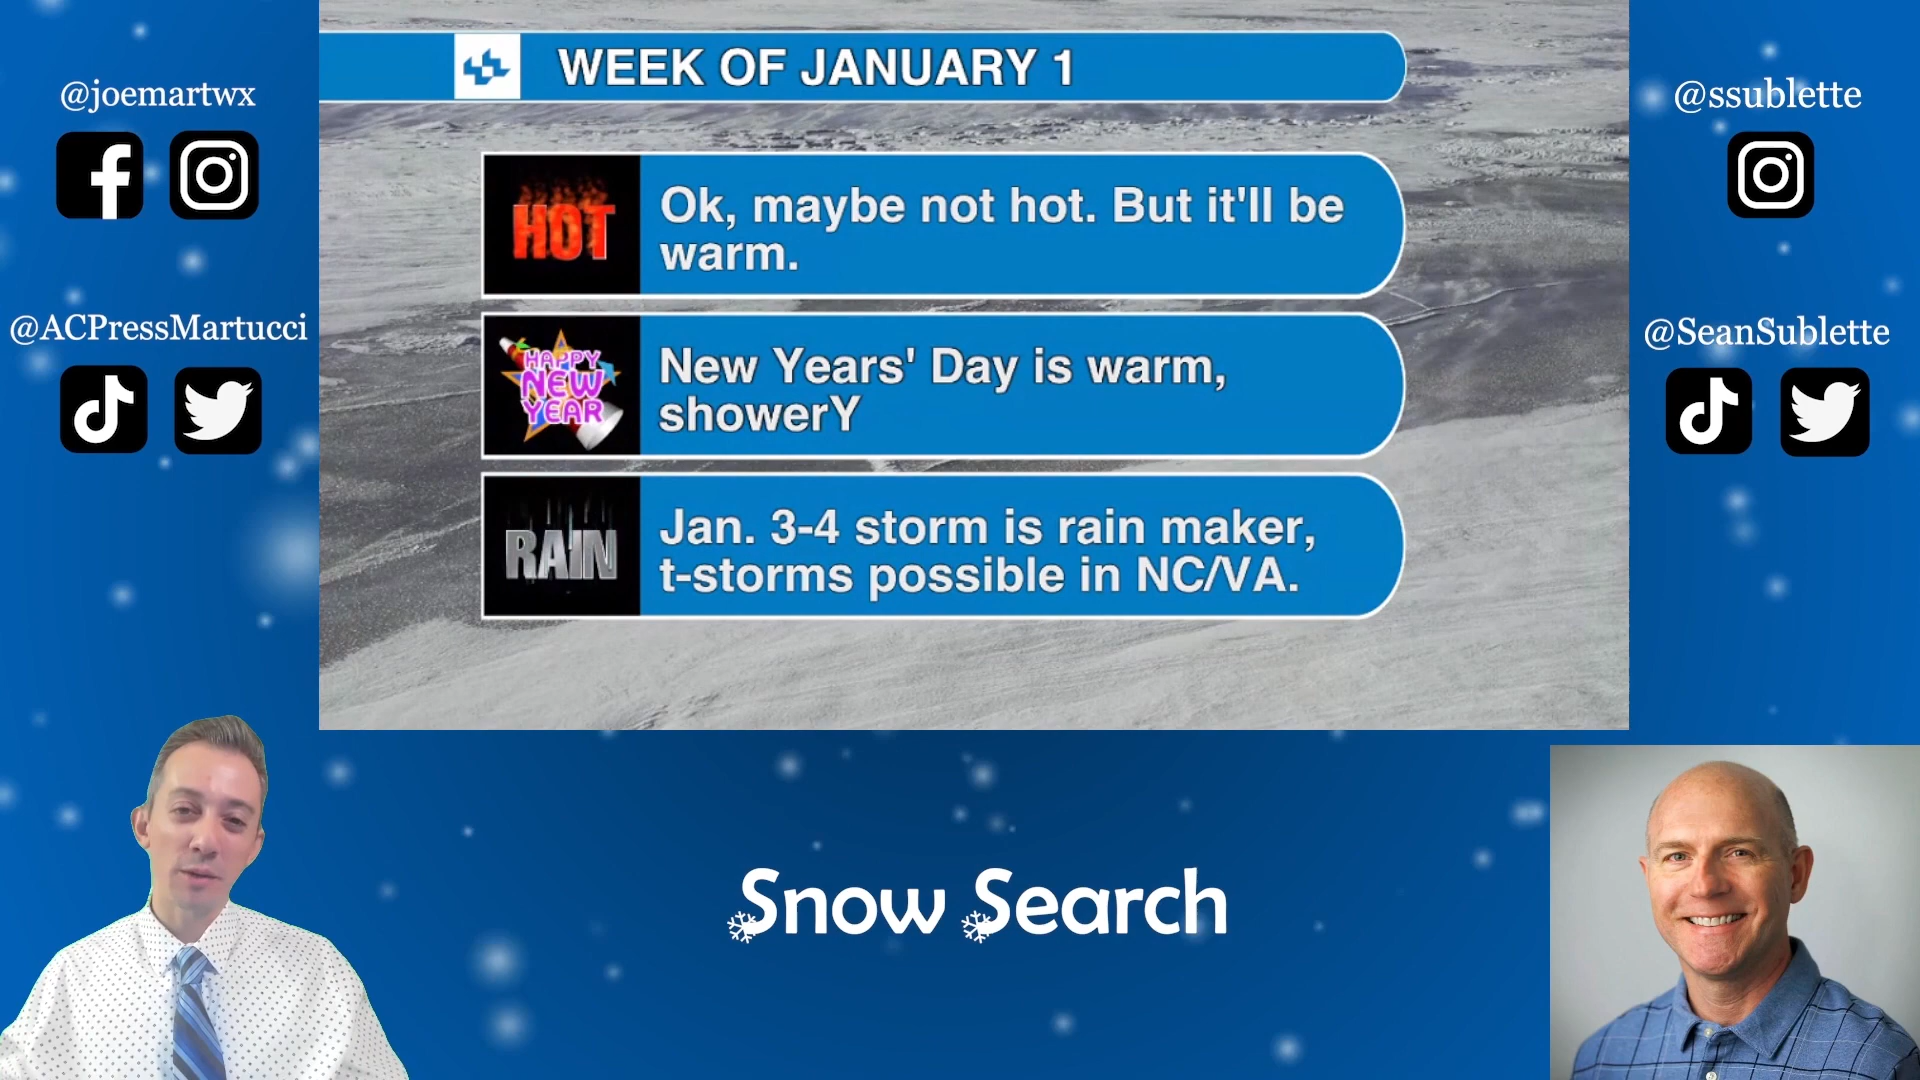 @joemartwx
@ACPressMartucci
WEEK OF JANUARY 1
HOT
Ok, maybe not hot. But it'll be
warm.
HAPPY
NEW
YEAR
New Years' Day is warm,
showerY
RAIN
Jan. 3-4 storm is rain maker,
t-storms possible in NC/VA.
@ssublette
@SeanSublette
Snow Search